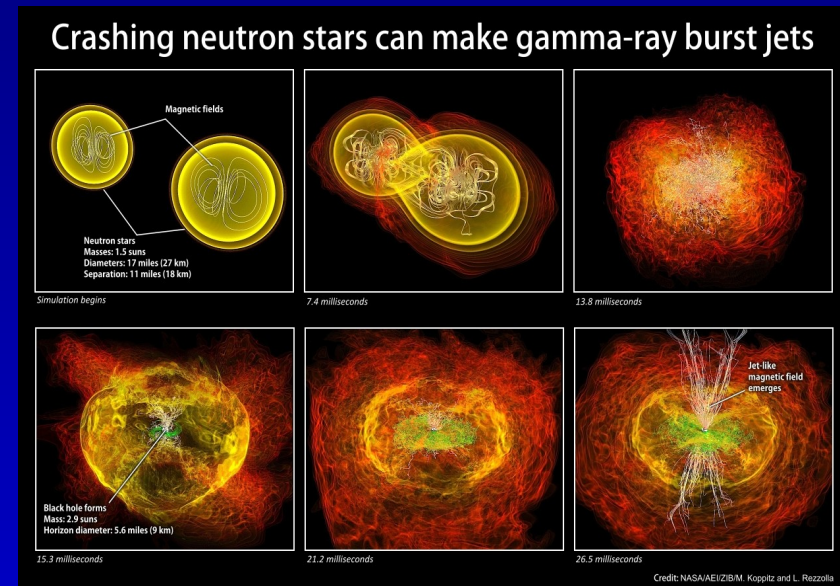 Crashing neutron stars can make gamma-ray burst jets
Magnetic fields
Neutron stars
Masses: 1.5 suns
Diameters: 17 miles (27 km)
Separation: 11 miles (18 km)
Simulation begins
7.4 milliseconds
13.8 milliseconds
Black hole forms
Mass: 2.9 suns
Horizon diameter: 5.6 miles (9 km)
15.3 milliseconds
21.2 milliseconds
Jet-like
magnetic field
emerges
26.5 milliseconds
Credit: NASA/AEI/ZIB/M. Koppitz and L. Rezzolla